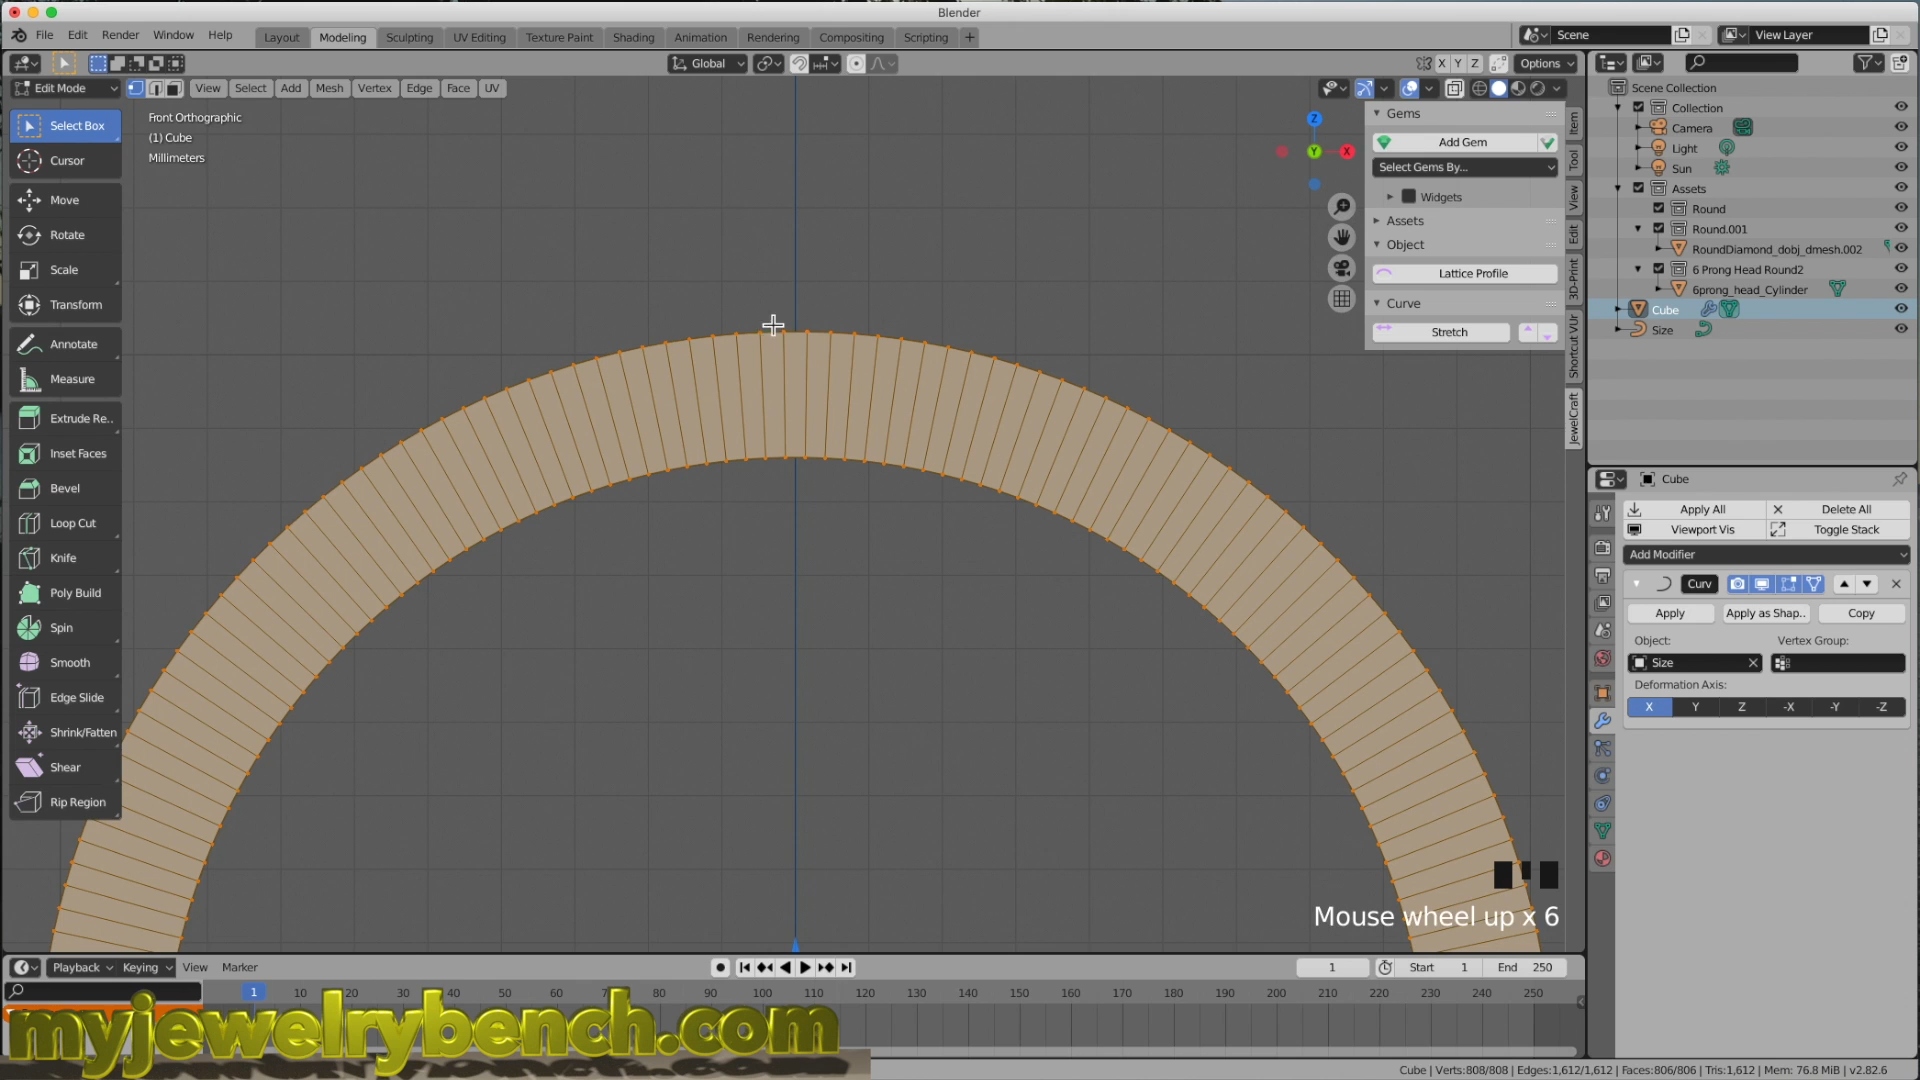 Blender
File Edit Render Window Help
Layout Modeling Sculpting UV Editing Texture Paint Shading Animation Rendering Compositing Scripting +
Scene
View Layer
Global
X Y Z
Options
Edit Mode
View Select Add Mesh Vertex Edge Face UV
Select Box
Cursor
Move
Rotate
Scale
Transform
Annotate
Measure
Extrude Re..
Inset Faces
Bevel
Loop Cut
Knife
Poly Build
Spin
Smooth
Edge Slide
Shrink/Fatten
Shear
Rip Region
Front Orthographic
(1) Cube
Millimeters
Z
Y
X
Gems
Add Gem
Select Gems By...
Widgets
Assets
Object
Lattice Profile
Curve
Stretch
Item
Tool
View
Edit
3D-Print
Shortcut VUr
JewelCraft
Scene Collection
Collection
Camera
Light
Sun
Assets
Round
Round.001
RoundDiamond_dobj_dmesh.002
6 Prong Head Round2
6prong_head_Cylinder
Cube
Size
Cube
Apply All
Delete All
Viewport Vis
Toggle Stack
Add Modifier
Curv
Apply
Apply as Shap..
Copy
Object:
Vertex Group:
Size
Deformation Axis:
X Y Z -X -Y -Z
Mouse wheel up x 6
Playback Keying View Marker
1
Start 1
End 250
1 10 20 30 40 50 60 70 80 90 100 110 120 130 140 150 160 170 180 190 200 210 220 230 240 250
myjewelrybench.com
Cube | Verts:808/808 | Edges:1,612/1,612 | Faces:806/806 | Tris:1,612 | Mem: 76.8 MiB | v2.82.6